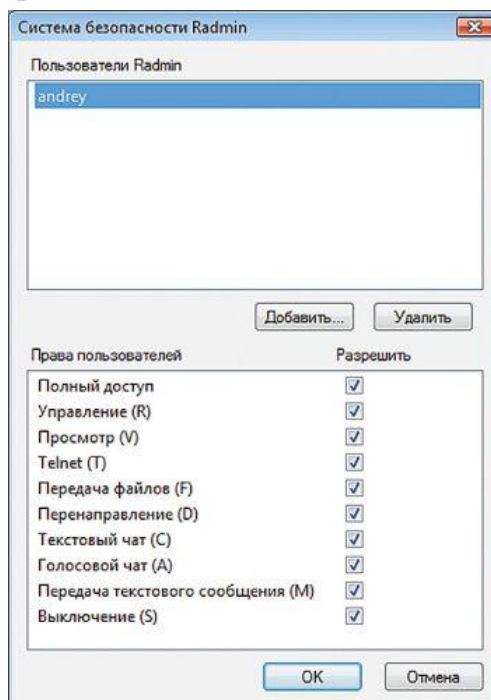 Система безопасности Radmin
Пользователи Radmin
andrey
Добавить... Удалить
Права пользователей Разрешить
Полный доступ
Управление (R)
Просмотр (V)
Telnet (T)
Передача файлов (F)
Перенаправление (D)
Текстовый чат (C)
Голосовой чат (A)
Передача текстового сообщения (M)
Выключение (S)
OK Отмена